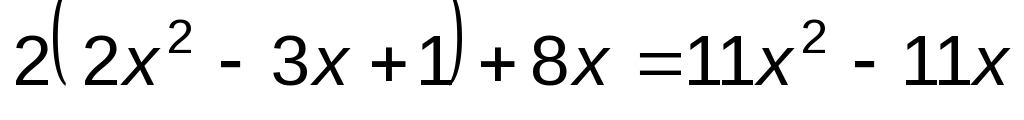 2(2x² - 3x + 1) + 8x = 11x² - 11x